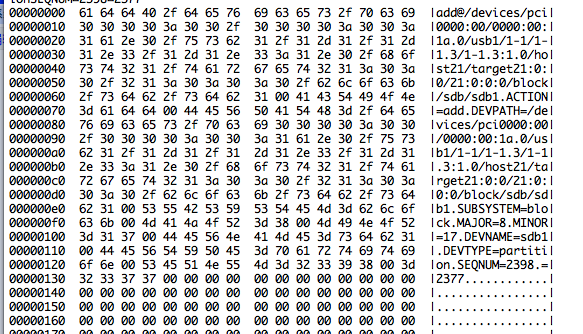 00000000 61 64 64 40 2f 64 65 76 69 63 65 73 2f 70 63 69 |add@/devices/pci|
00000010 30 30 30 30 3a 30 30 2f 30 30 30 30 3a 30 30 3a |0000:00/0000:00:|
00000020 31 61 2e 30 2f 75 73 62 31 2f 31 2d 31 2f 31 2d |1a.0/usb1/1-1/1-|
00000030 31 2e 33 2f 31 2d 31 2e 33 3a 31 2e 30 2f 68 6f |1.3/1-1.3:1.0/ho|
00000040 73 74 32 31 2f 74 61 72 67 65 74 32 31 3a 30 3a |st21/target21:0:|
00000050 30 2f 32 31 3a 30 3a 30 3a 30 2f 62 6c 6f 63 6b |0/21:0:0:0/block|
00000060 2f 73 64 62 2f 73 64 62 31 00 41 43 54 49 4f 4e |/sdb/sdb1.ACTION|
00000070 3d 61 64 64 00 44 45 56 50 41 54 48 3d 2f 64 65 |=add.DEVPATH=/de|
00000080 76 69 63 65 73 2f 70 63 69 30 30 30 30 3a 30 30 |vices/pci0000:00|
00000090 2f 30 30 30 30 3a 30 30 3a 31 61 2e 30 2f 75 73 |/0000:00:1a.0/us|
000000a0 62 31 2f 31 2d 31 2f 31 2d 31 2e 33 2f 31 2d 31 |b1/1-1/1-1.3/1-1|
000000b0 2e 33 3a 31 2e 30 2f 68 6f 73 74 32 31 2f 74 61 |.3:1.0/host21/ta|
000000c0 72 67 65 74 32 31 3a 30 3a 30 2f 32 31 3a 30 3a |rget21:0:0/21:0:|
000000d0 30 3a 30 2f 62 6c 6f 63 6b 2f 73 64 62 2f 73 64 |0:0/block/sdb/sd|
000000e0 62 31 00 53 55 42 53 59 53 54 45 4d 3d 62 6c 6f |b1.SUBSYSTEM=blo|
000000f0 63 6b 00 4d 41 4a 4f 52 3d 38 00 4d 49 4e 4f 52 |ck.MAJOR=8.MINOR|
00000100 3d 31 37 00 44 45 56 4e 41 4d 45 3d 73 64 62 31 |=17.DEVNAME=sdb1|
00000110 00 44 45 56 54 59 50 45 3d 70 61 72 74 69 74 69 |.DEVTYPE=partiti|
00000120 6f 6e 00 53 45 51 4e 55 4d 3d 32 33 39 38 00 3d |on.SEQNUM=2398.=|
00000130 32 33 37 37 00 00 00 00 00 00 00 00 00 00 00 00 |2377............|
00000140 00 00 00 00 00 00 00 00 00 00 00 00 00 00 00 00 |................|
00000150 00 00 00 00 00 00 00 00 00 00 00 00 00 00 00 00 |................|
00000160 00 00 00 00 00 00 00 00 00 00 00 00 00 00 00 00 |................|